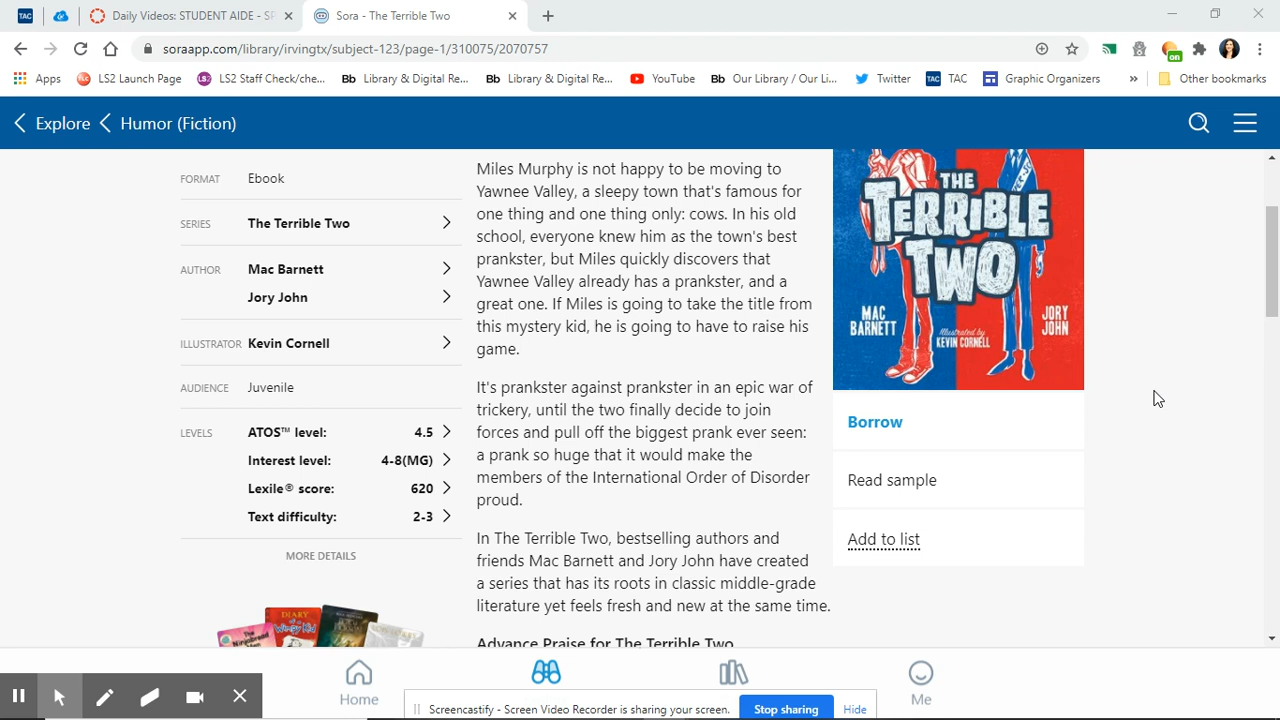 TAC
Daily Videos: STUDENT AIDE - SP
Sora - The Terrible Two
soraapp.com/library/irvingtx/subject-123/page-1/310075/2070757
on
Apps
LS2 Launch Page
LS2 Staff Check/che...
Bb Library & Digital Re...
Bb Library & Digital Re...
YouTube
Bb Our Library / Our Li...
Twitter
TAC TAC
Graphic Organizers
»
Other bookmarks
Explore
Humor (Fiction)
FORMAT Ebook
SERIES The Terrible Two
AUTHOR Mac Barnett
Jory John
ILLUSTRATOR Kevin Cornell
AUDIENCE Juvenile
LEVELS ATOS™ level: 4.5
Interest level: 4-8(MG)
Lexile® score: 620
Text difficulty: 2-3
MORE DETAILS
DIARY
Wimpy Kid
Miles Murphy is not happy to be moving to
Yawnee Valley, a sleepy town that's famous for
one thing and one thing only: cows. In his old
school, everyone knew him as the town's best
prankster, but Miles quickly discovers that
Yawnee Valley already has a prankster, and a
great one. If Miles is going to take the title from
this mystery kid, he is going to have to raise his
game.
It's prankster against prankster in an epic war of
trickery, until the two finally decide to join
forces and pull off the biggest prank ever seen:
a prank so huge that it would make the
members of the International Order of Disorder
proud.
In The Terrible Two, bestselling authors and
friends Mac Barnett and Jory John have created
a series that has its roots in classic middle-grade
literature yet feels fresh and new at the same time.
Advance Praise for The Terrible Two
THE
TERRIBLE
TWO
MAC
BARNETT
Illustrated by
KEVIN CORNELL
JORY
JOHN
Borrow
Read sample
Add to list
Home
Me
Screencastify - Screen Video Recorder is sharing your screen.
Stop sharing
Hide